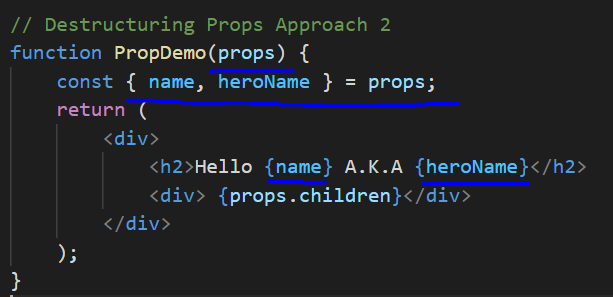 // Destructuring Props Approach 2
function PropDemo(props) {
const { name, heroName } = props;
return (
<div>
<h2>Hello {name} A.K.A {heroName}</h2>
<div> {props.children}</div>
</div>
);
}